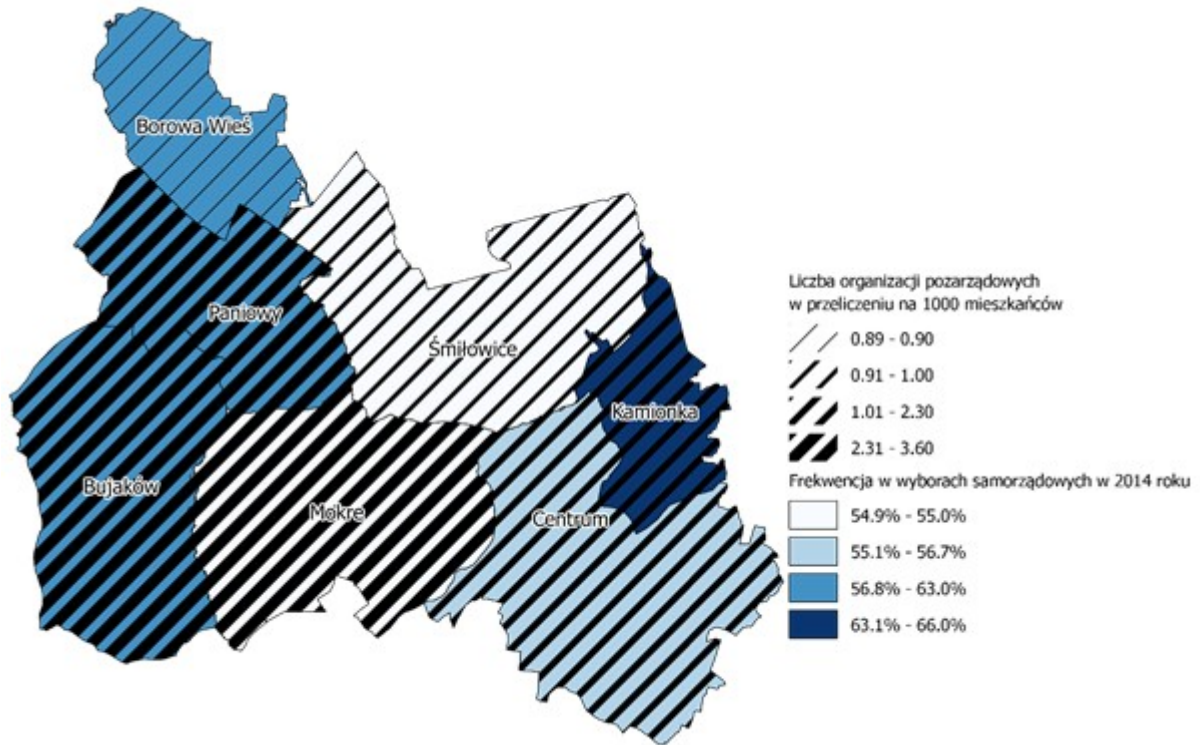 Borowa Wieś
Paniowy
Śmiłowice
Kamionka
Bujaków
Mokre
Centrum
Liczba organizacji pozarządowych
w przeliczeniu na 1000 mieszkańców
0.89 - 0.90
0.91 - 1.00
1.01 - 2.30
2.31 - 3.60
Frekwencja w wyborach samorządowych w 2014 roku
54.9% - 55.0%
55.1% - 56.7%
56.8% - 63.0%
63.1% - 66.0%